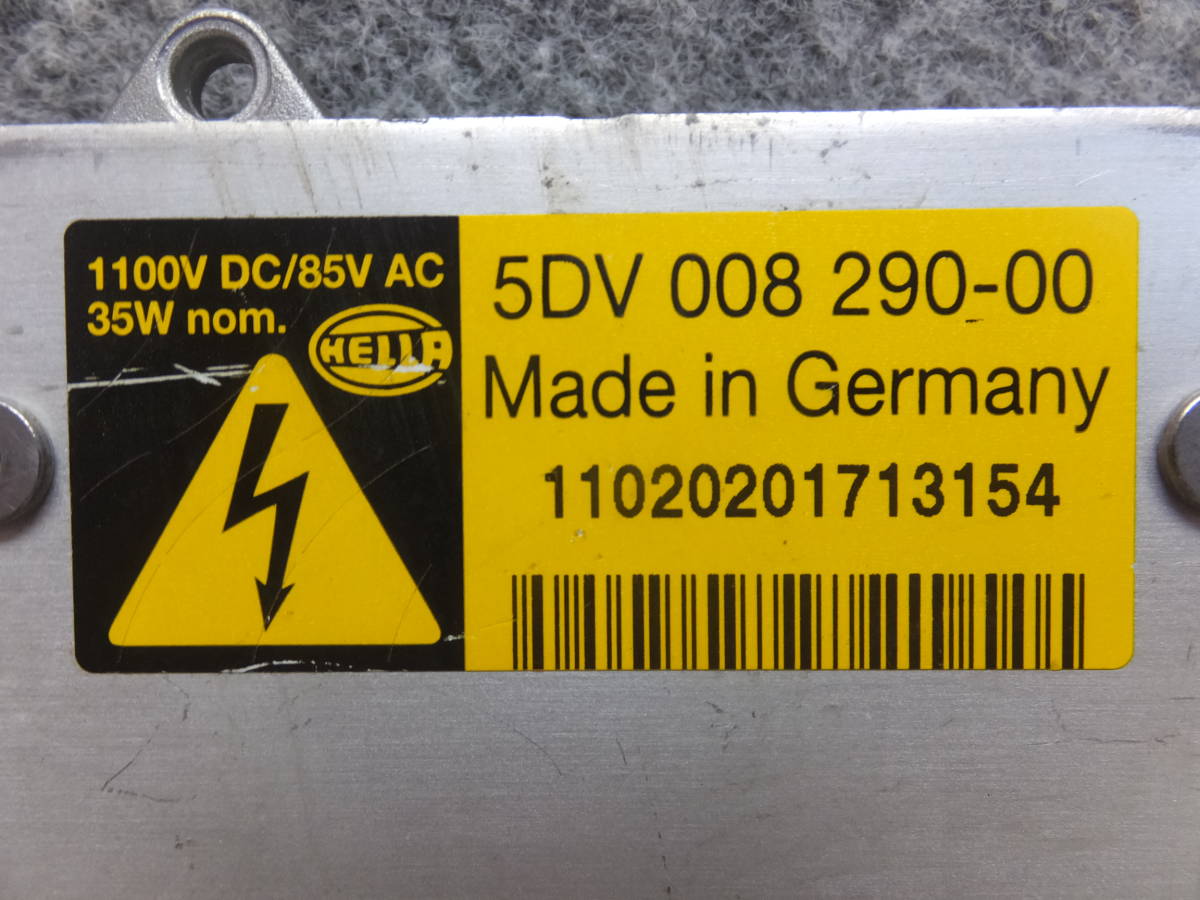 1100V DC/85V AC
35W nom.
HELLA
5DV 008 290-00
Made in Germany
11020201713154